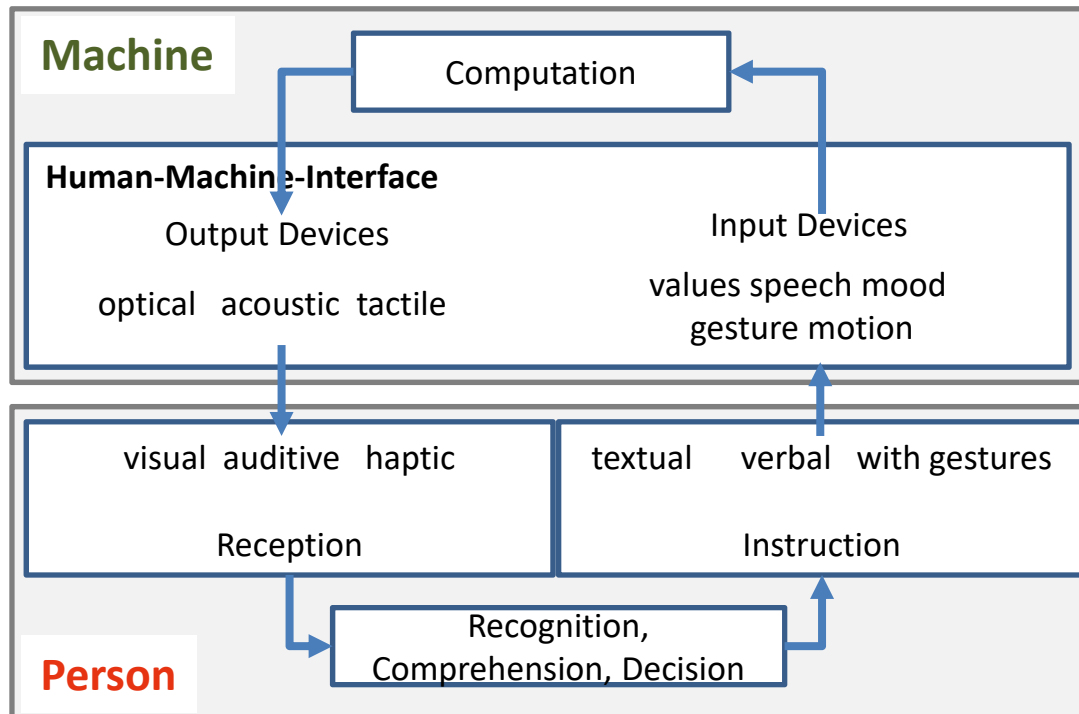 Machine
Computation
Human-Machine-Interface
Output Devices
optical acoustic tactile
Input Devices
values speech mood
gesture motion
visual auditive haptic
Reception
textual verbal with gestures
Instruction
Recognition,
Comprehension, Decision
Person